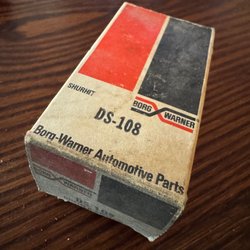 SHURHIT
BORG
WARNER
DS-108
Borg-Warner Automotive Parts